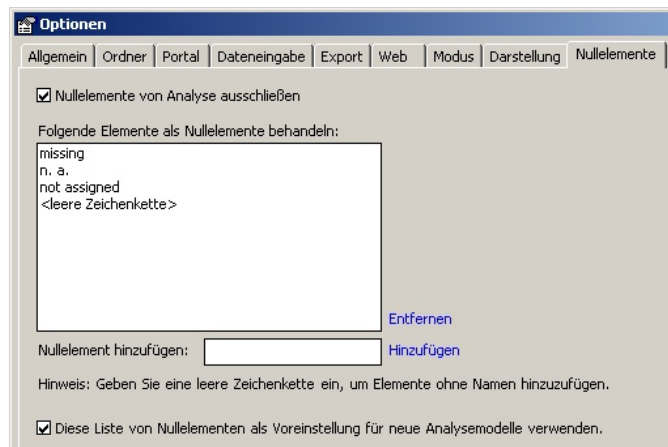 Optionen
Allgemein Ordner Portal Dateneingabe Export Web Modus Darstellung Nullelemente
Nullelemente von Analyse ausschließen
Folgende Elemente als Nullelemente behandeln:
missing
n. a.
not assigned
<leere Zeichenkette>
Entfernen
Nullelement hinzufügen: Hinzufügen
Hinweis: Geben Sie eine leere Zeichenkette ein, um Elemente ohne Namen hinzuzufügen.
Diese Liste von Nullelementen als Voreinstellung für neue Analysemodelle verwenden.